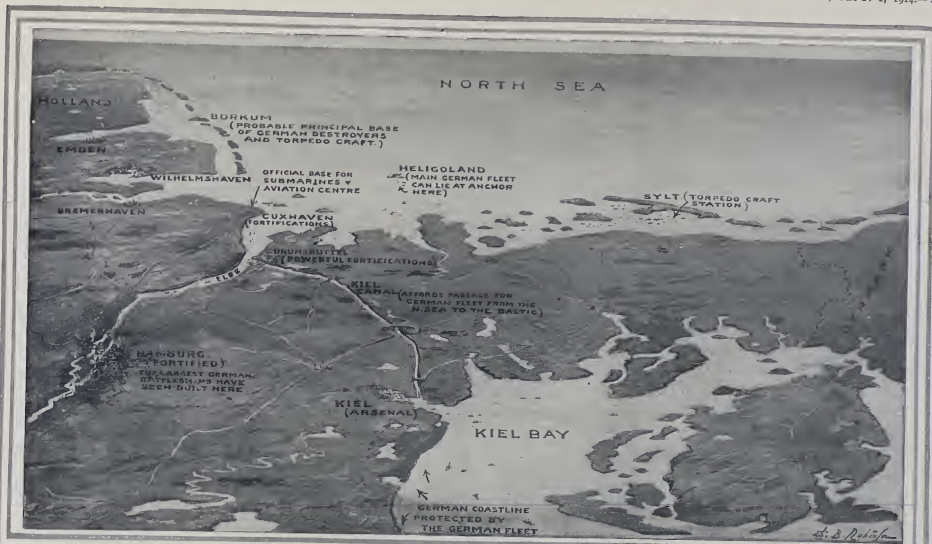 NORTH SEA
HOLLAND
BORKUM
(PROBABLE PRINCIPAL BASE
OF GERMAN DESTROYERS
AND TORPEDO CRAFT.)
EMDEN
WILHELMSHAVEN
OFFICIAL BASE FOR
SUBMARINES &
AVIATION CENTRE
HELIGOLAND
(MAIN GERMAN FLEET
CAN LIE AT ANCHOR
HERE)
SYLT (TORPEDO CRAFT
STATION)
BREMERHAVEN
CUXHAVEN
(FORTIFICATIONS)
BRUNSBUTTEL
(POWERFUL FORTIFICATIONS)
ELBE
KIEL
CANAL (AFFORDS PASSAGE FOR
GERMAN FLEET FROM THE
N. SEA TO THE BALTIC)
HAMBURG
(FORTIFIED)
THE LARGEST GERMAN
BATTLESHIPS HAVE
BEEN BUILT HERE
KIEL
(ARSENAL)
KIEL BAY
GERMAN COASTLINE
PROTECTED BY
THE GERMAN FLEET